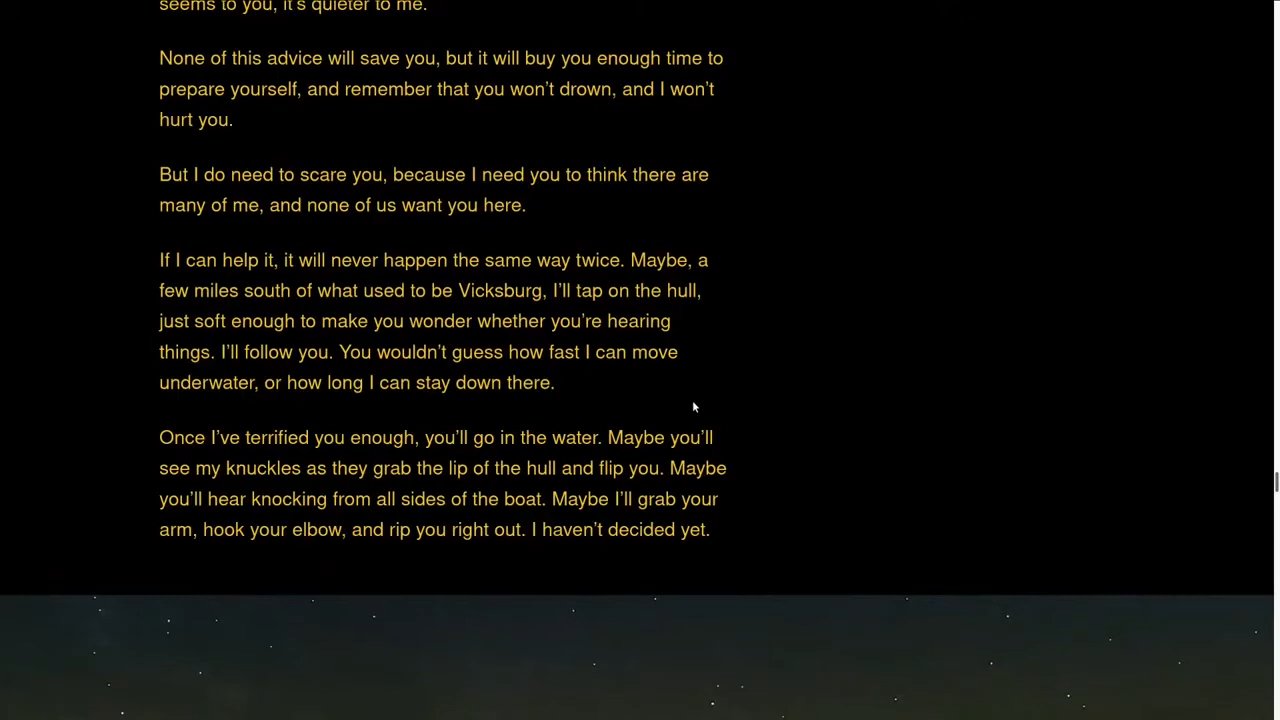 seems to you, it's quieter to me.
None of this advice will save you, but it will buy you enough time to
prepare yourself, and remember that you won’t drown, and I won’t
hurt you.
But I do need to scare you, because I need you to think there are
many of me, and none of us want you here.
If I can help it, it will never happen the same way twice. Maybe, a
few miles south of what used to be Vicksburg, I’ll tap on the hull,
just soft enough to make you wonder whether you’re hearing
things. I’ll follow you. You wouldn’t guess how fast I can move
underwater, or how long I can stay down there.
Once I’ve terrified you enough, you’ll go in the water. Maybe you’ll
see my knuckles as they grab the lip of the hull and flip you. Maybe
you’ll hear knocking from all sides of the boat. Maybe I’ll grab your
arm, hook your elbow, and rip you right out. I haven’t decided yet.